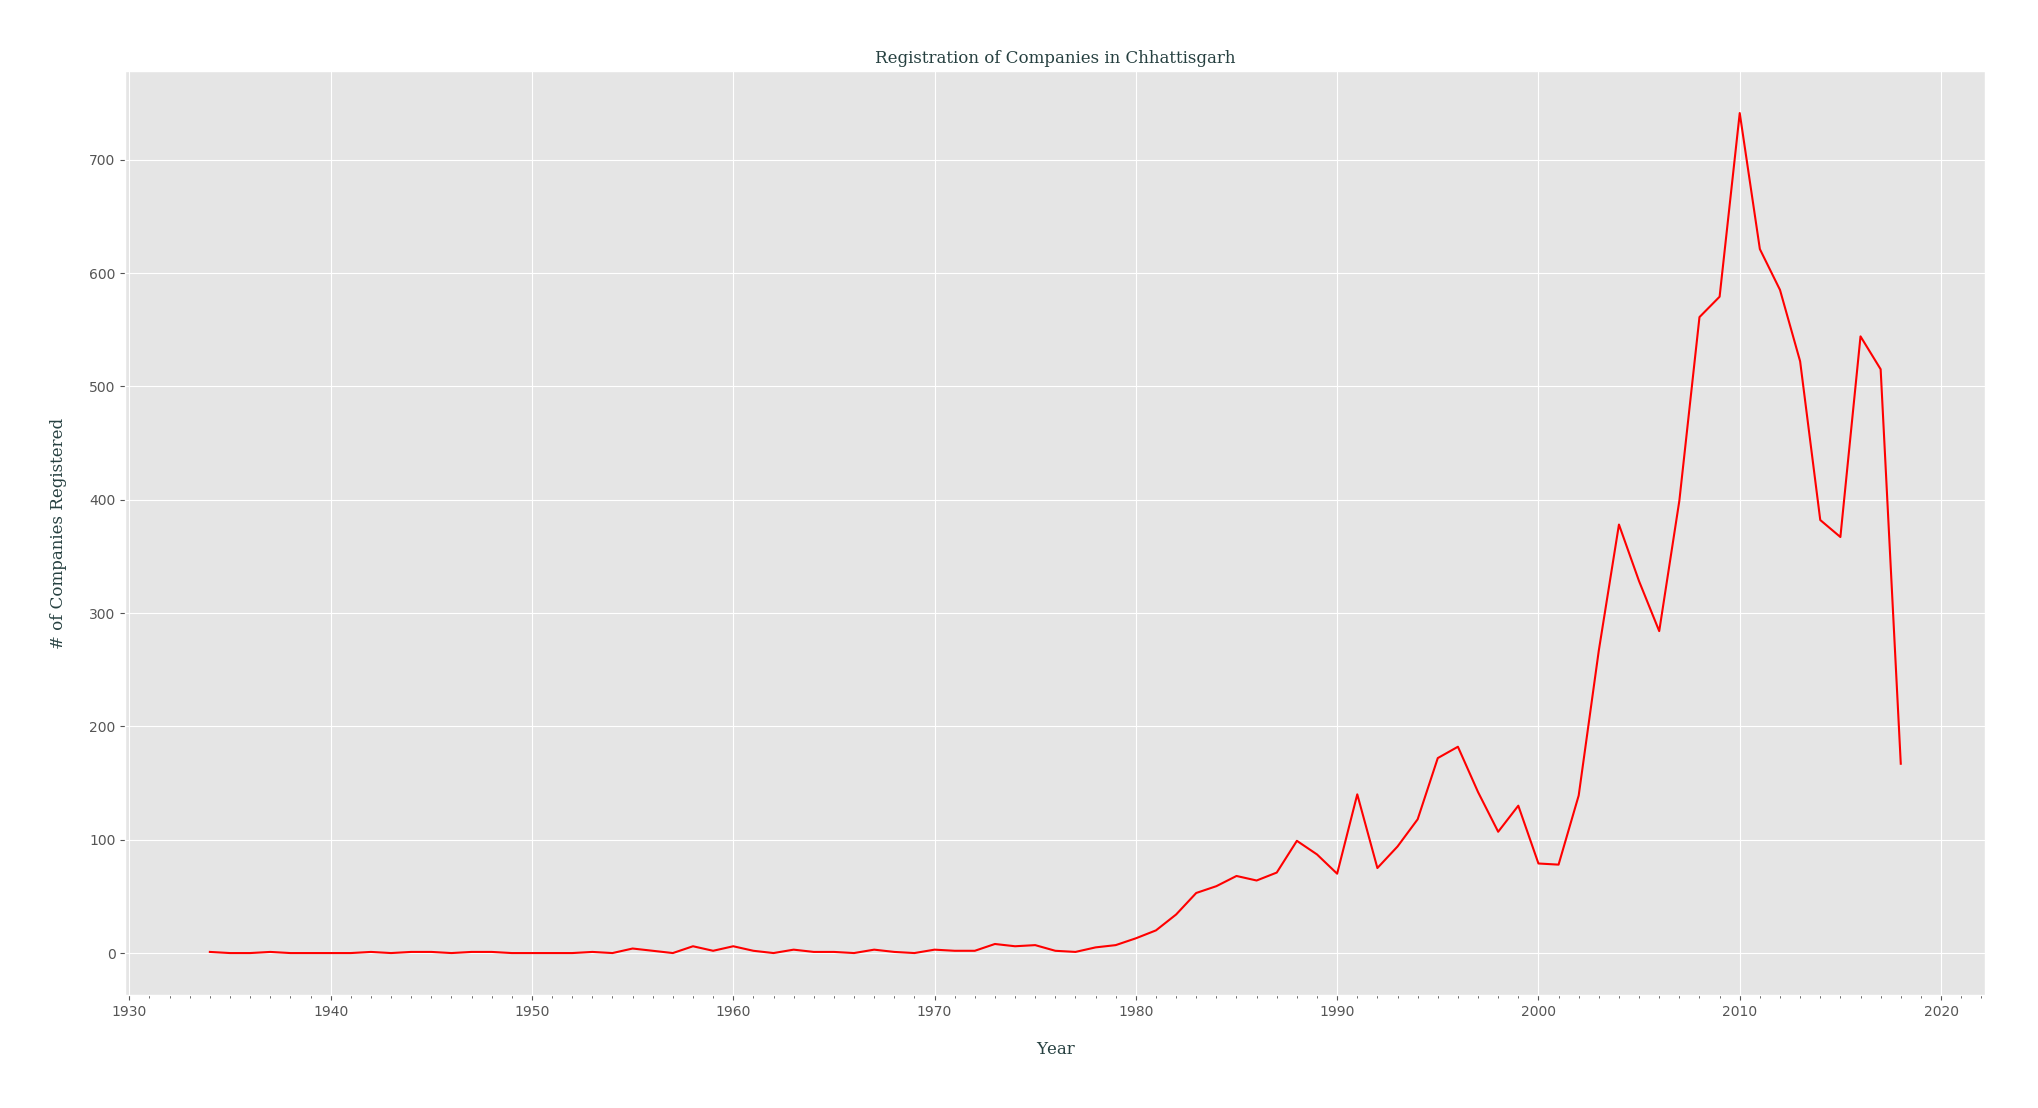 Registration of Companies in Chhattisgarh
700
600
500
400
300
200
100
0
# of Companies Registered
1930 1940 1950 1960 1970 1980 1990 2000 2010 2020
Year